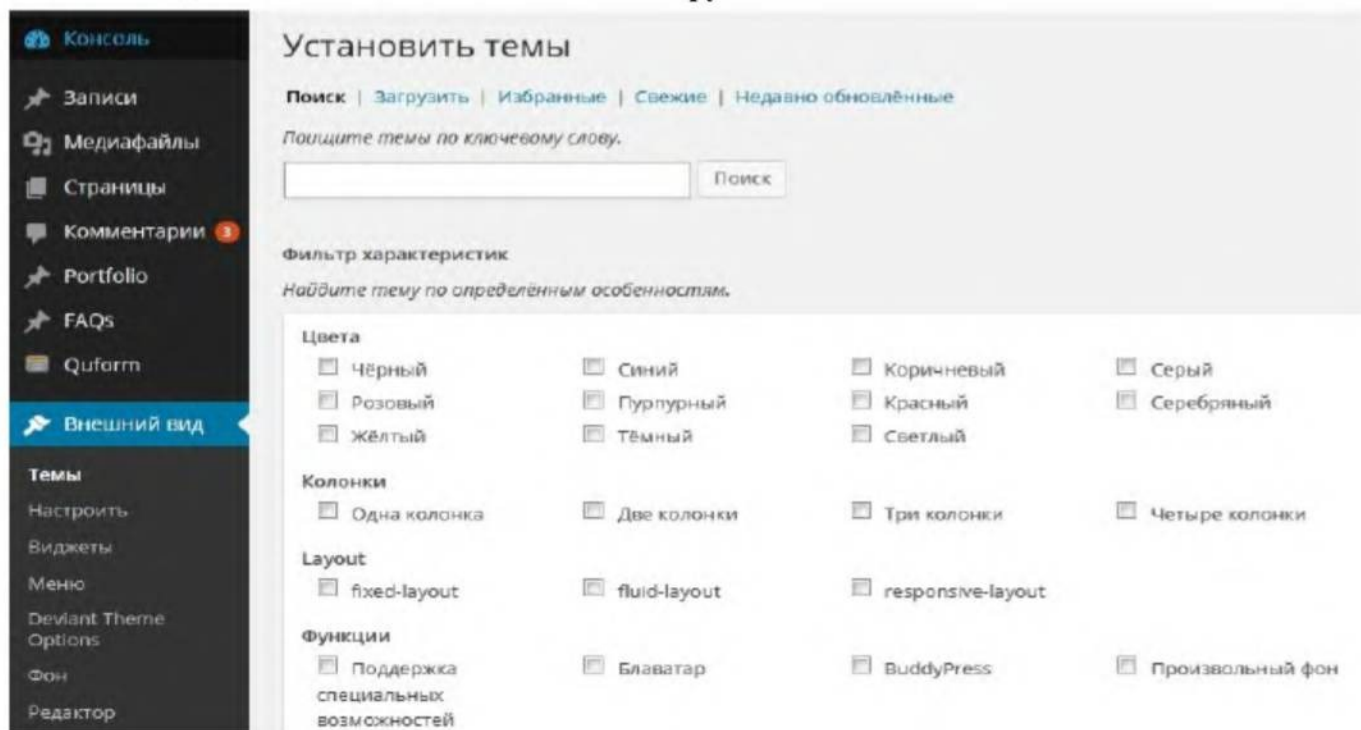 Консоль
Записи
Медиафайлы
Страницы
Комментарии 3
Portfolio
FAQs
Quform
Внешний вид
Темы
Настроить
Виджеты
Меню
Deviant Theme
Options
Фон
Редактор
Установить темы
Поиск | Загрузить | Избранные | Свежие | Недавно обновлённые
Поищите темы по ключевому слову.
Поиск
Фильтр характеристик
Найдите тему по определённым особенностям.
Цвета
Чёрный Синий Коричневый Серый
Розовый Пурпурный Красный Серебряный
Жёлтый Тёмный Светлый
Колонки
Одна колонка Две колонки Три колонки Четыре колонки
Layout
fixed-layout fluid-layout responsive-layout
Функции
Поддержка Блаватар BuddyPress Произвольный фон
специальных
возможностей